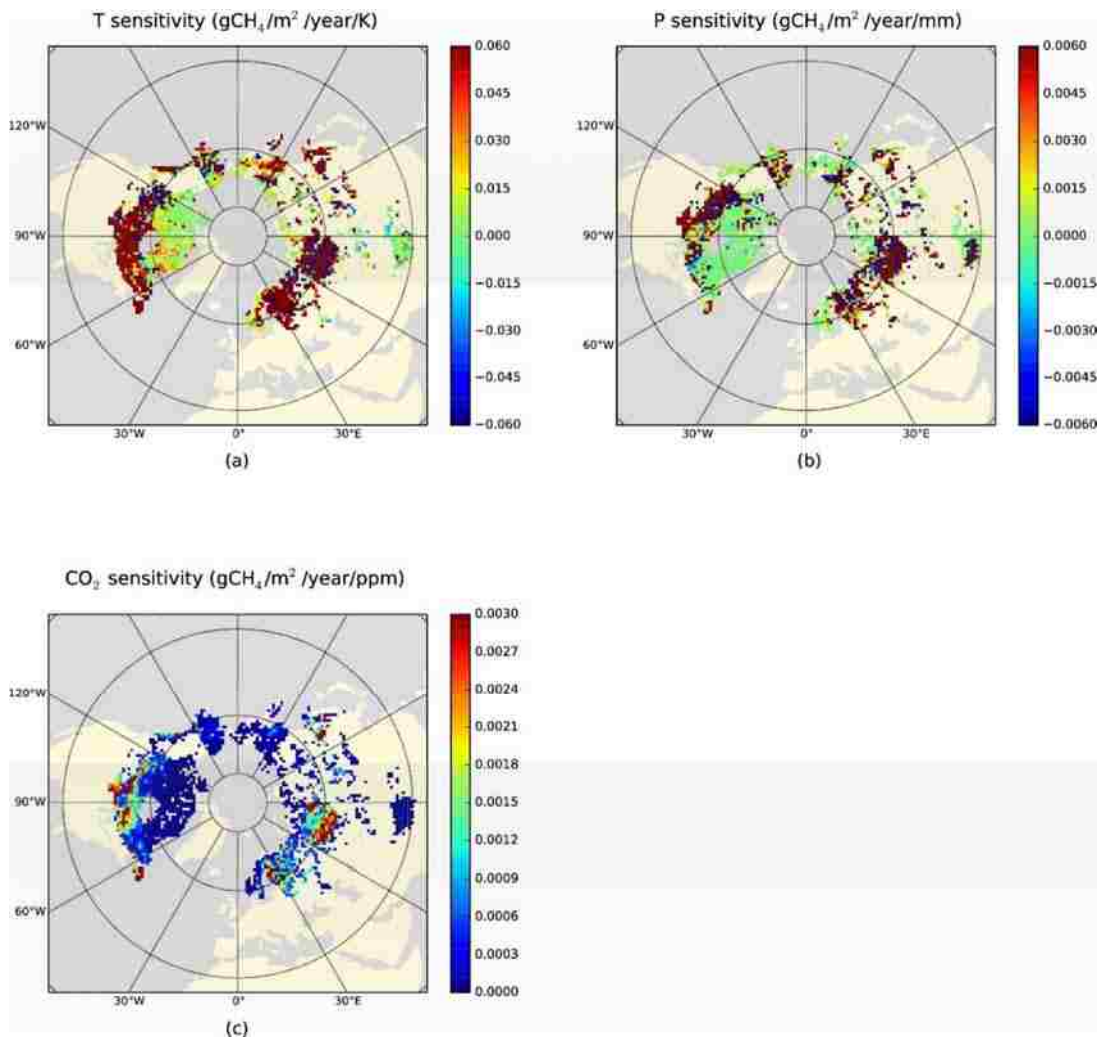 T sensitivity (gCH₄/m² /year/K)
P sensitivity (gCH₄/m² /year/mm)
120°W
90°W
60°W
30°W
0°
30°E
0.060
0.045
0.030
0.015
0.000
−0.015
−0.030
−0.045
−0.060
(a)
120°W
90°W
60°W
30°W
0°
30°E
0.0060
0.0045
0.0030
0.0015
0.0000
−0.0015
−0.0030
−0.0045
−0.0060
(b)
CO₂ sensitivity (gCH₄/m² /year/ppm)
120°W
90°W
60°W
30°W
0°
30°E
0.0030
0.0027
0.0024
0.0021
0.0018
0.0015
0.0012
0.0009
0.0006
0.0003
0.0000
(c)